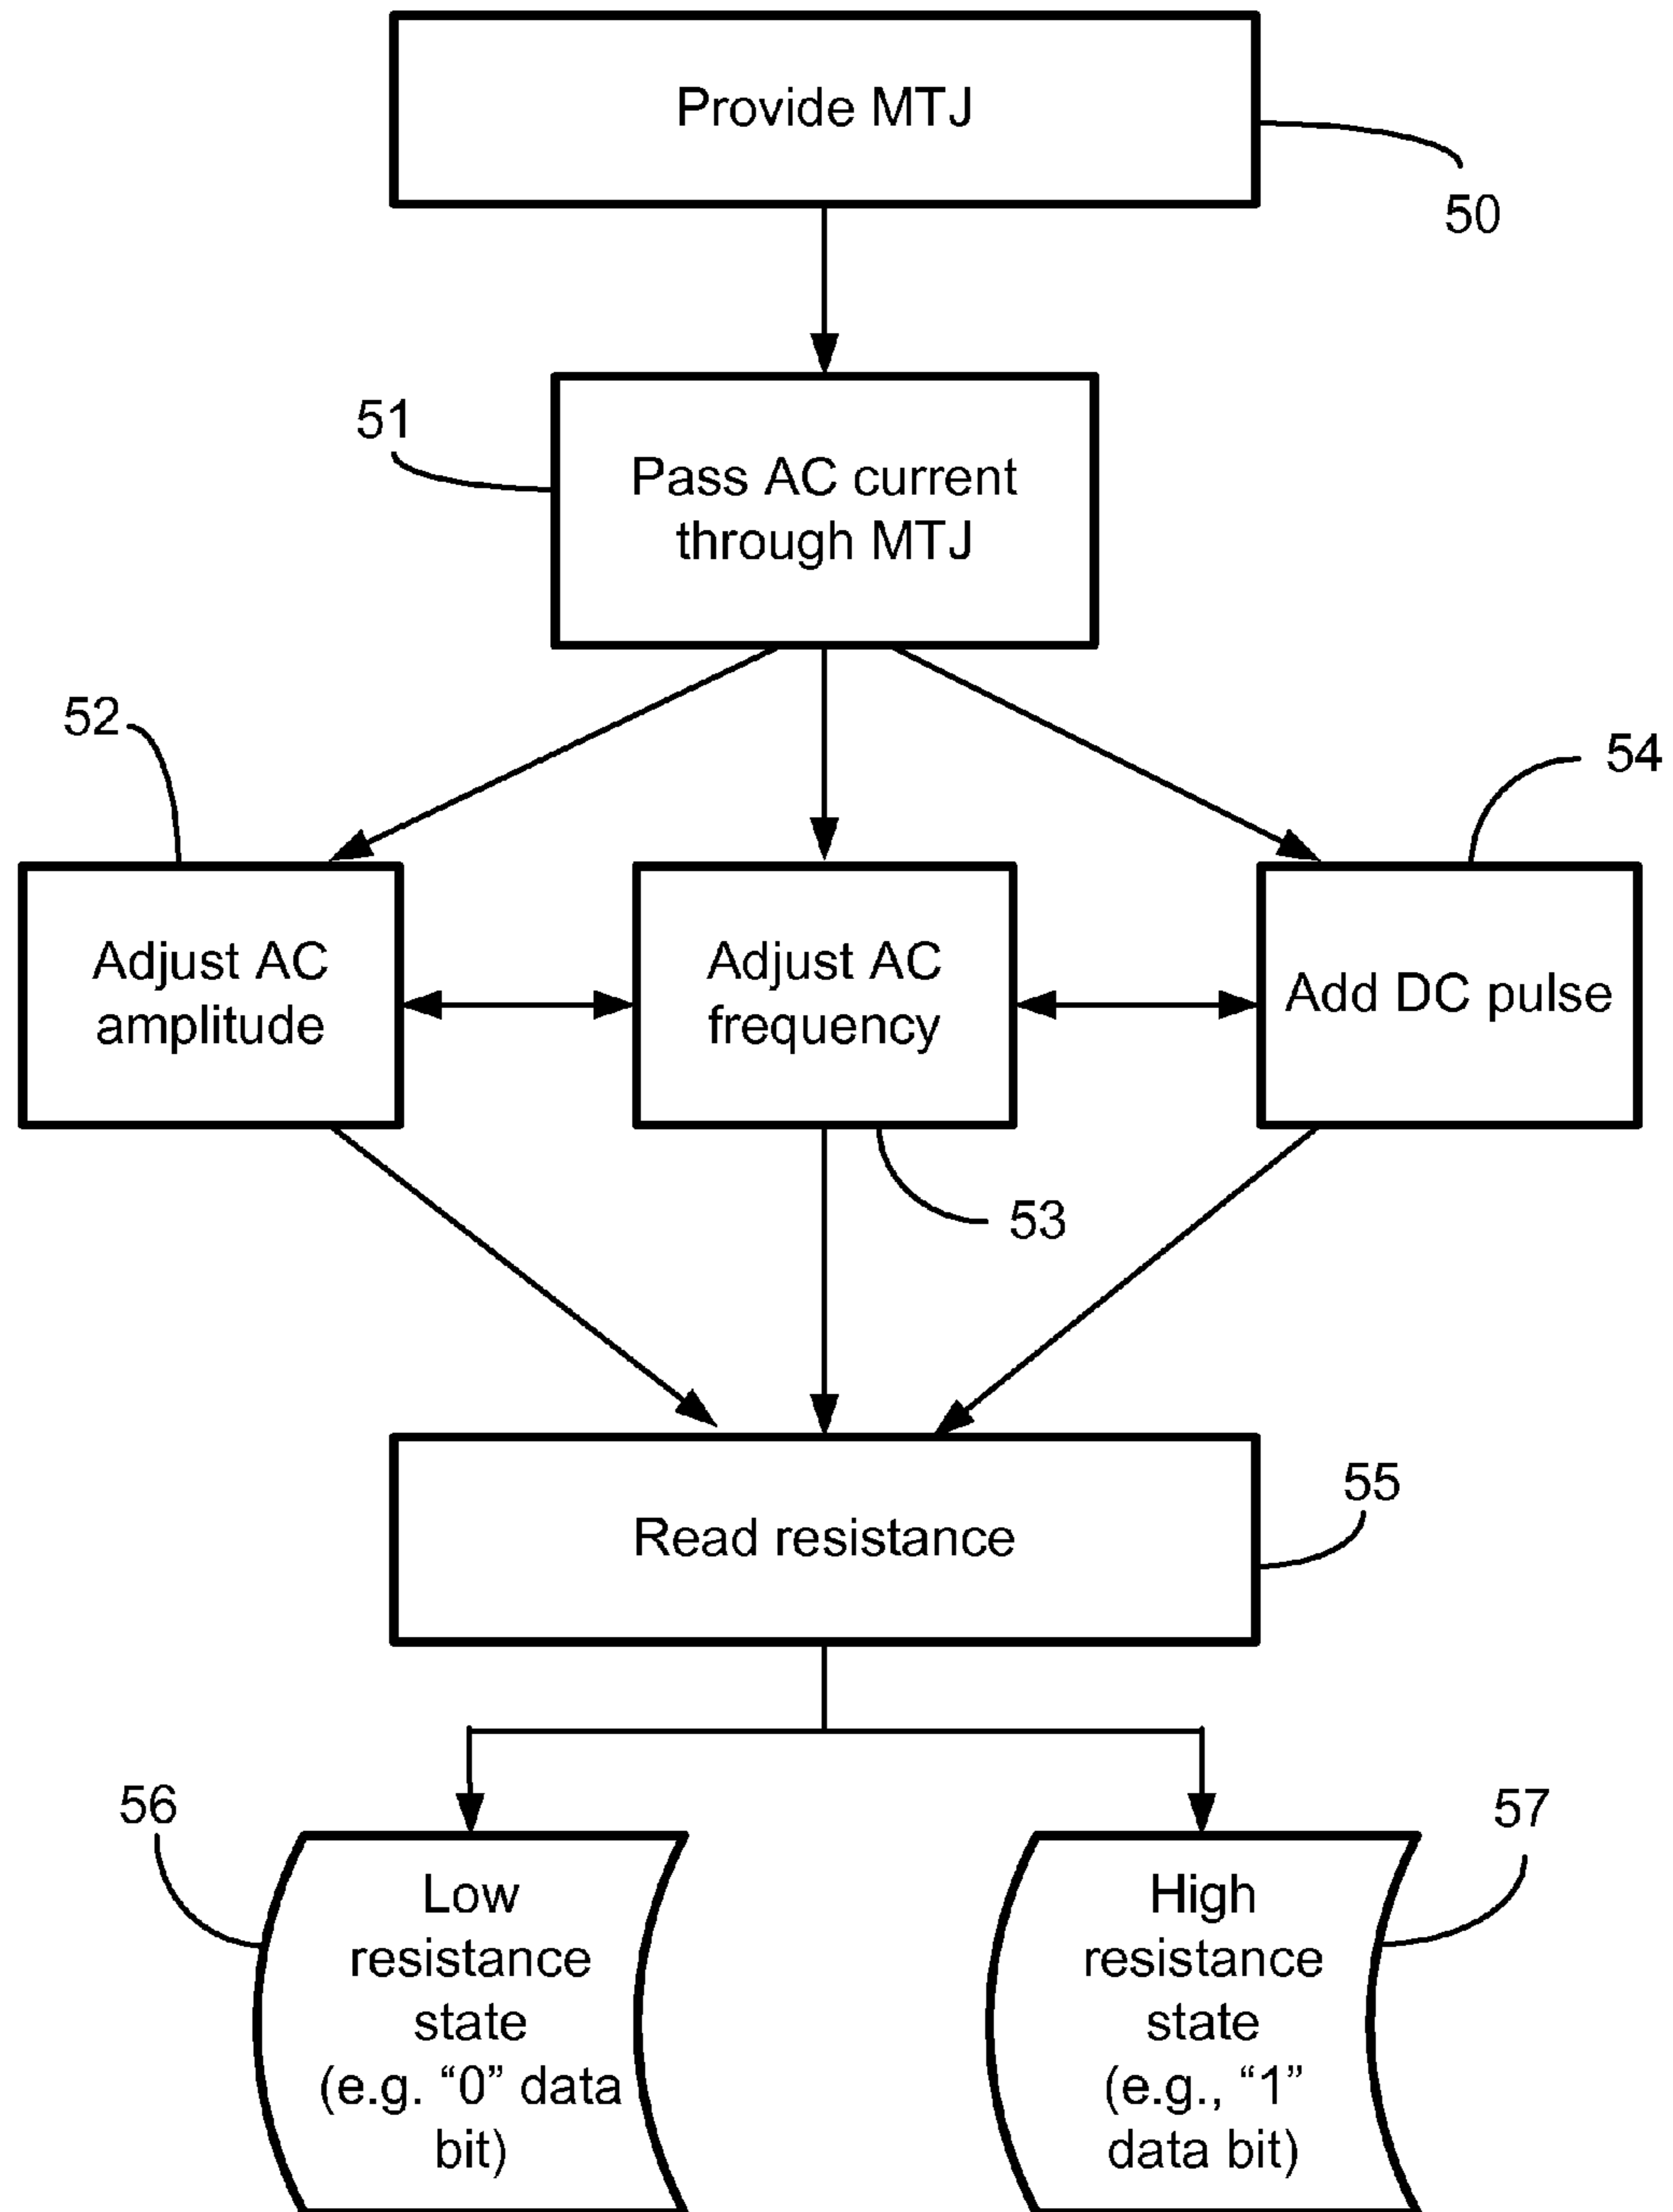 Provide MTJ
50
51
Pass AC current
through MTJ
52
54
Adjust AC
amplitude
Adjust AC
frequency
Add DC pulse
53
55
Read resistance
56
57
Low
resistance
state
(e.g. “0” data
bit)
High
resistance
state
(e.g., “1”
data bit)